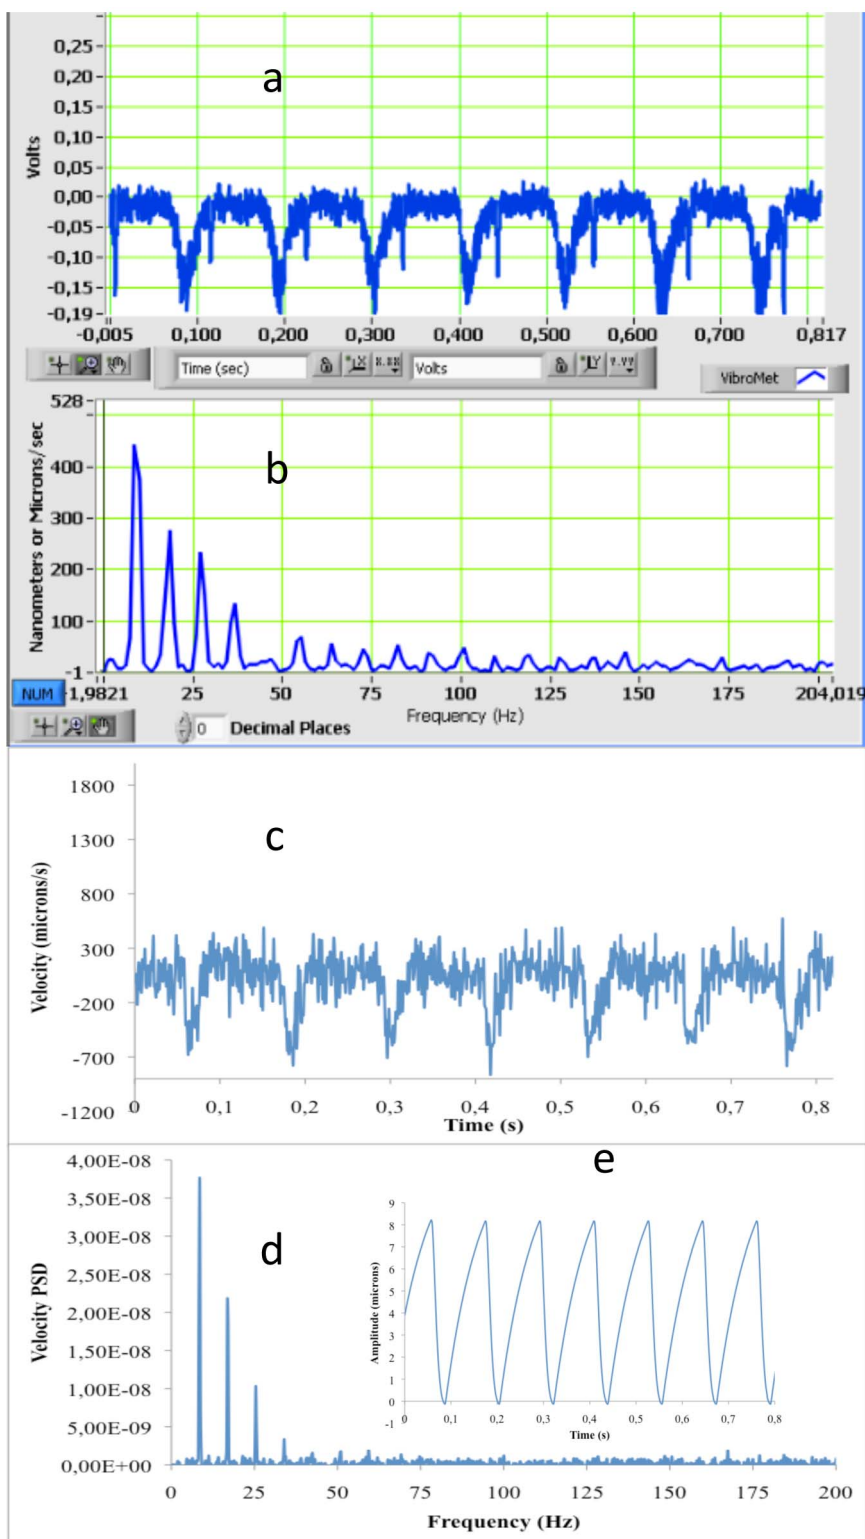 a
Volts
0,25
0,20
0,15
0,10
0,05
0,00
-0,05
-0,10
-0,15
-0,19
-0,005 0,100 0,200 0,300 0,400 0,500 0,600 0,700 0,817
Time (sec) X.XX Volts Y.YY
VibroMet
b
Nanometers or Microns/sec
528
400
300
200
100
-1
NUM -1,9821 25 50 75 100 125 150 175 204,019
Frequency (Hz)
0 Decimal Places
c
Velocity (microns/s)
1800
1300
800
300
-200
-700
-1200
0 0,1 0,2 0,3 0,4 0,5 0,6 0,7 0,8
Time (s)
d
Velocity PSD
4,00E-08
3,50E-08
3,00E-08
2,50E-08
2,00E-08
1,50E-08
1,00E-08
5,00E-09
0,00E+00
0 25 50 75 100 125 150 175 200
Frequency (Hz)
e
Amplitude (microns)
9
8
7
6
5
4
3
2
1
0
-1
0 0,1 0,2 0,3 0,4 0,5 0,6 0,7 0,8
Time (s)